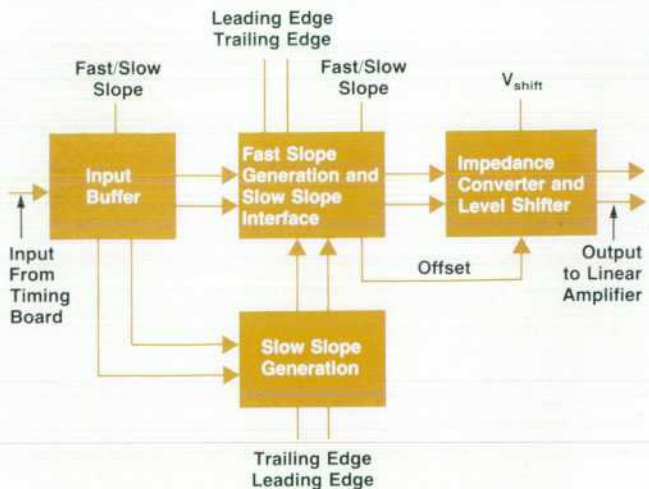 Leading Edge
Trailing Edge
Fast/Slow
Slope
Fast/Slow
Slope
Vshift
Input
Buffer
Fast Slope
Generation and
Slow Slope
Interface
Impedance
Converter and
Level Shifter
Input
From
Timing
Board
Offset
Output
to Linear
Amplifier
Slow Slope
Generation
Trailing Edge
Leading Edge